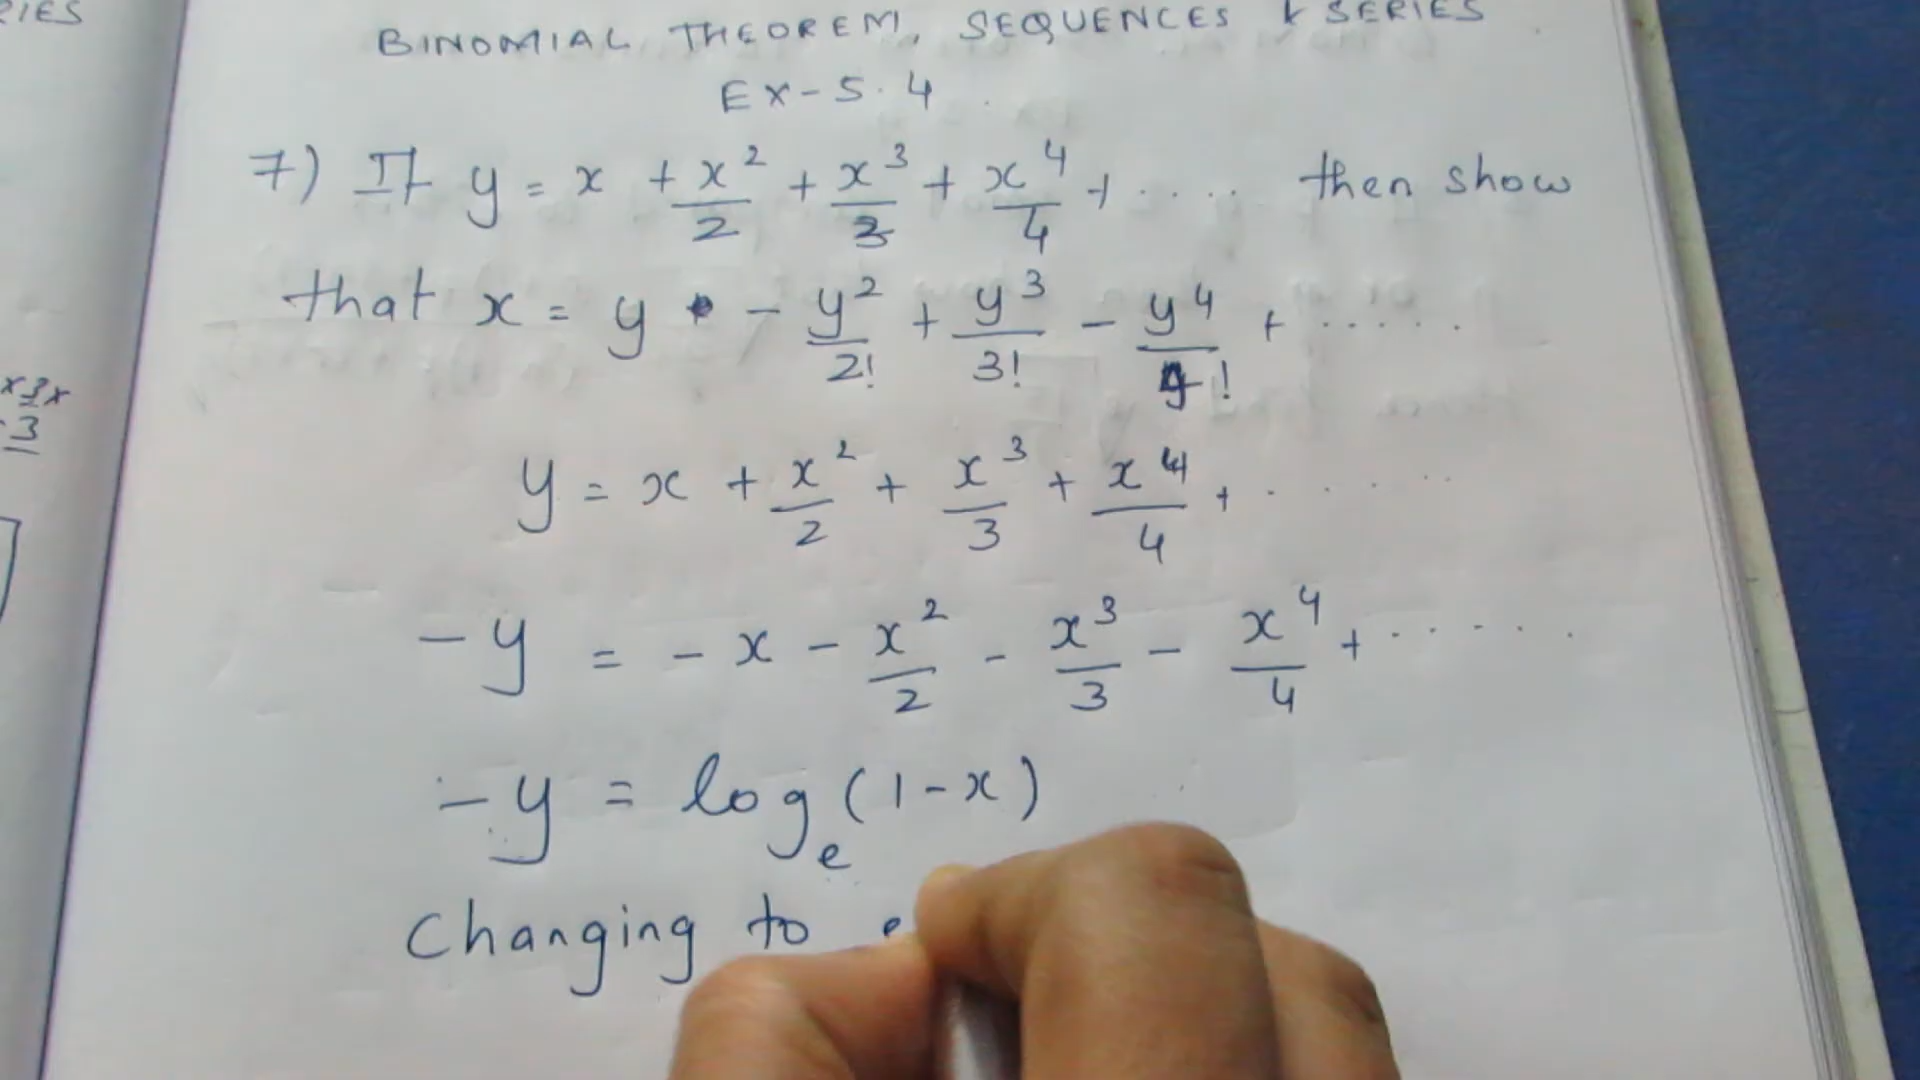 RIES
BINOMIAL THEOREM, SEQUENCES & SERIES
EX-5.4
7) If y = x + x²/2 + x³/3 + x⁴/4 + .... then show
that x = y - y²/2! + y³/3! - y⁴/4! + .....
y = x + x²/2 + x³/3 + x⁴/4 + ......
-y = -x - x²/2 - x³/3 - x⁴/4 + ......
-y = logₑ(1-x)
Changing to